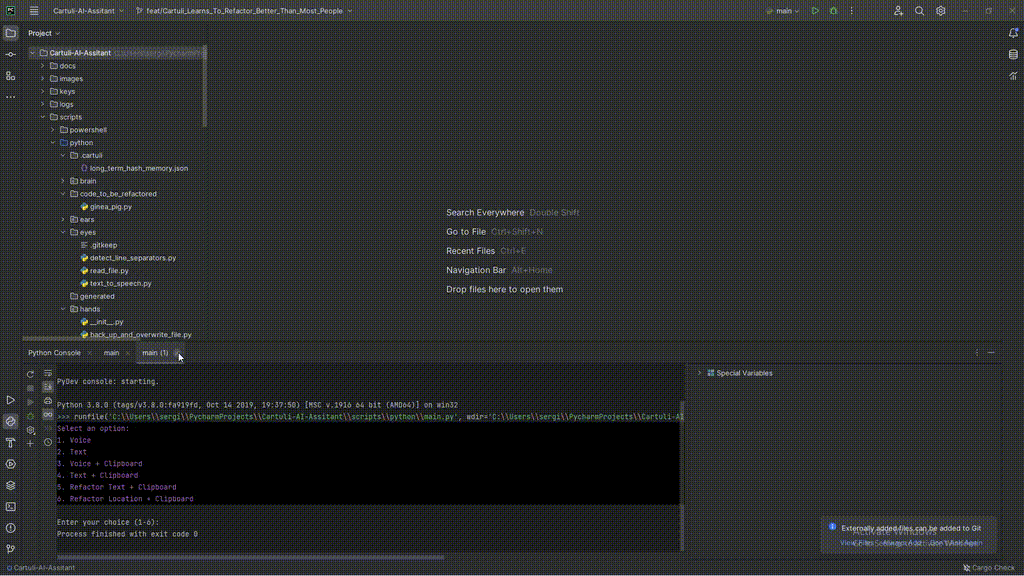 Cartuli-AI-Assitant
feat/Cartuli_Learns_To_Refactor_Better_Than_Most_People
main
Project
Cartuli-AI-Assitant
docs
images
keys
logs
scripts
powershell
python
.cartuli
long_term_hash_memory.json
brain
code_to_be_refactored
ginea_pig.py
ears
eyes
.gitkeep
detect_line_separators.py
read_file.py
text_to_speech.py
generated
hands
__init__.py
back_up_and_overwrite_file.py
Search Everywhere Double Shift
Go to File Ctrl+Shift+N
Recent Files Ctrl+E
Navigation Bar Alt+Home
Drop files here to open them
Python Console
main
main (1)
PyDev console: starting.
Python 3.8.0 (tags/v3.8.0:fa919fd, Oct 14 2019, 19:37:50) [MSC v.1916 64 bit (AMD64)] on win32
>>> runfile('C:\\Users\\sergi\\PycharmProjects\\Cartuli-AI-Assitant\\scripts\\python\\main.py', wdir='C:\\Users\\sergi\\PycharmProjects\\Cartuli-AI
Select an option:
1. Voice
2. Text
3. Voice + Clipboard
4. Text + Clipboard
5. Refactor Text + Clipboard
6. Refactor Location + Clipboard
Enter your choice (1-6):
Process finished with exit code 0
Special Variables
Externally added files can be added to Git
View Files Always Add Don't Ask Again
Activate Windows
Go to Settings to activate Windows.
Cartuli-AI-Assitant
Cargo Check